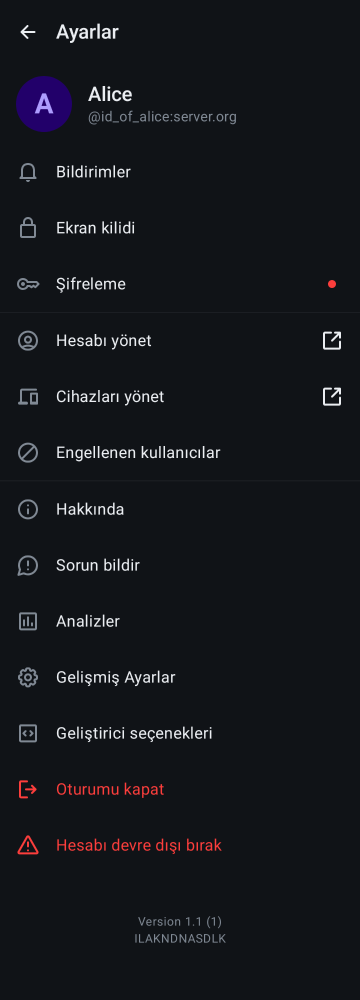 Ayarlar
A
Alice
@id_of_alice:server.org
Bildirimler
Ekran kilidi
Şifreleme
Hesabı yönet
Cihazları yönet
Engellenen kullanıcılar
Hakkında
Sorun bildir
Analizler
Gelişmiş Ayarlar
Geliştirici seçenekleri
Oturumu kapat
Hesabı devre dışı bırak
Version 1.1 (1)
ILAKNDNASDLK